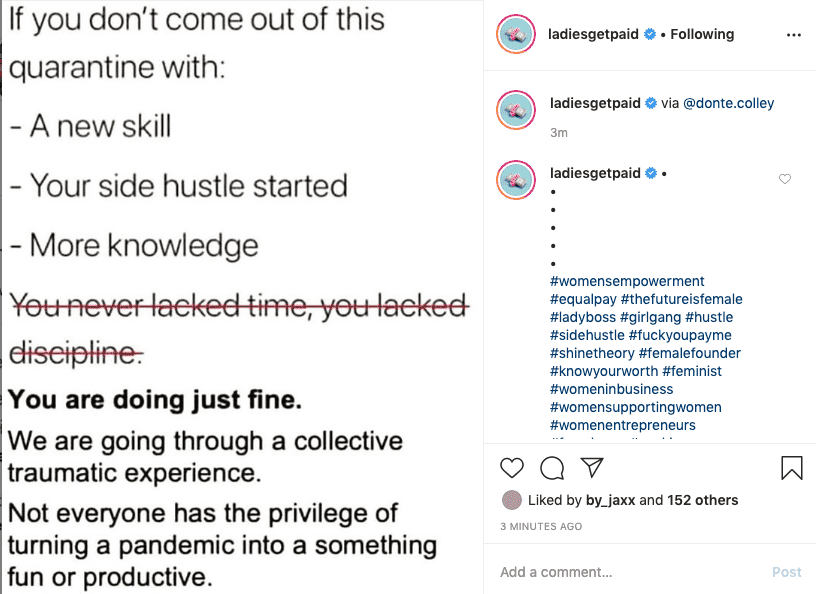 If you don't come out of this
quarantine with:
- A new skill
- Your side hustle started
- More knowledge
You never lacked time, you lacked
discipline.
You are doing just fine.
We are going through a collective
traumatic experience.
Not everyone has the privilege of
turning a pandemic into a something
fun or productive.
ladiesgetpaid • Following
...
ladiesgetpaid via @donte.colley
3m
ladiesgetpaid •
•
•
•
•
•
#womensempowerment
#equalpay #thefutureisfemale
#ladyboss #girlgang #hustle
#sidehustle #fuckyoupayme
#shinetheory #femalefounder
#knowyourworth #feminist
#womeninbusiness
#womensupportingwomen
#womenentrepreneurs
Liked by by_jaxx and 152 others
3 MINUTES AGO
Add a comment...
Post